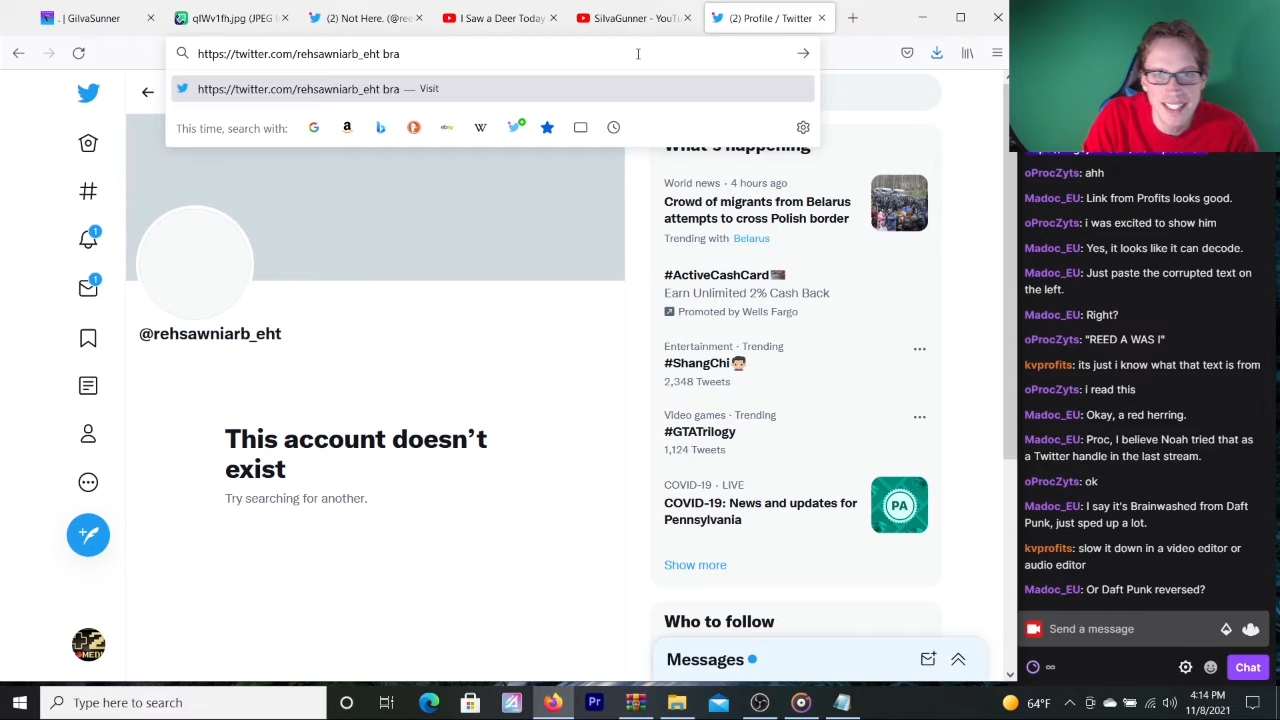 . | GilvaSunner
qlWv1fhjpg (JPEG I
(2) Not Here. (@ree
I Saw a Deer Today
SilvaGunner - YouTu
(2) Profile / Twitter
https://twitter.com/rehsawniarb_eht bra
https://twitter.com/rehsawniarb_eht bra — Visit
This time, search with:
@rehsawniarb_eht
This account doesn't
exist
Try searching for another.
What's happening
World news · 4 hours ago
Crowd of migrants from Belarus
attempts to cross Polish border
Trending with Belarus
#ActiveCashCard
Earn Unlimited 2% Cash Back
Promoted by Wells Fargo
Entertainment · Trending
#ShangChi
2,348 Tweets
Video games · Trending
#GTATrilogy
1,124 Tweets
COVID-19 · LIVE
COVID-19: News and updates for
Pennsylvania
PA
Show more
Who to follow
Messages
1
1
oProcZyts: ahh
Madoc_EU: Link from Profits looks good.
oProcZyts: i was excited to show him
Madoc_EU: Yes, it looks like it can decode.
Madoc_EU: Just paste the corrupted text on
the left.
Madoc_EU: Right?
oProcZyts: "REED A WAS I"
kvprofits: its just i know what that text is from
oProcZyts: i read this
Madoc_EU: Okay, a red herring.
Madoc_EU: Proc, I believe Noah tried that as
a Twitter handle in the last stream.
oProcZyts: ok
Madoc_EU: I say it's Brainwashed from Daft
Punk, just sped up a lot.
kvprofits: slow it down in a video editor or
audio editor
Madoc_EU: Or Daft Punk reversed?
Send a message
Chat
Type here to search
Pr
64°F
4:14 PM
11/8/2021